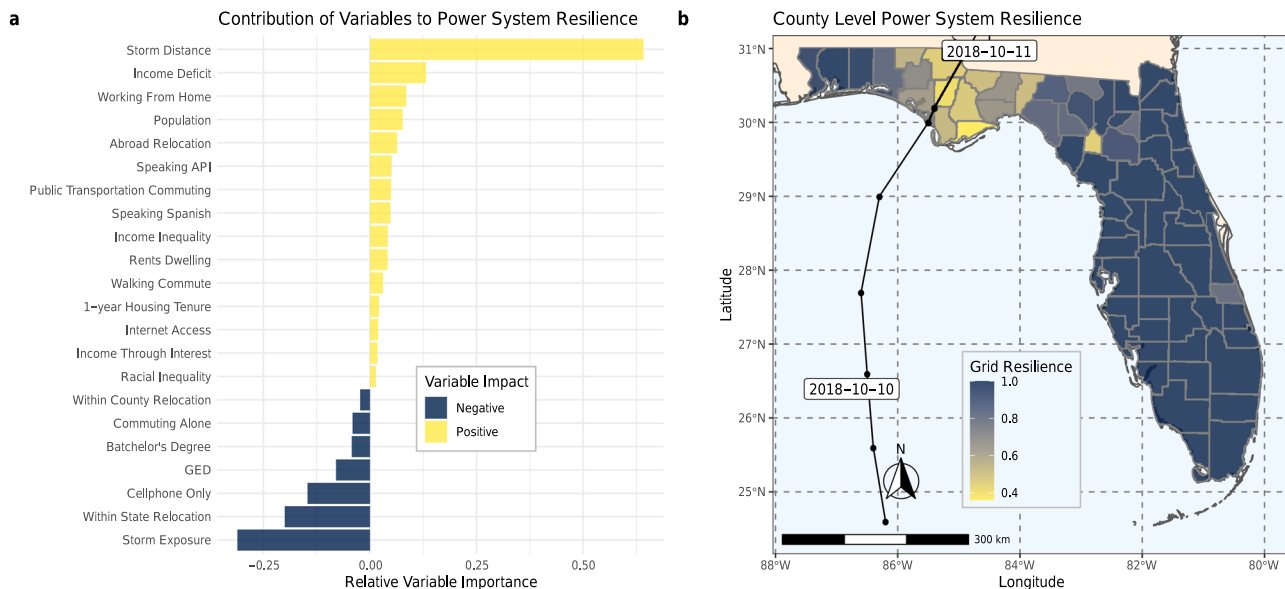 a
Contribution of Variables to Power System Resilience
Storm Distance
Income Deficit
Working From Home
Population
Abroad Relocation
Speaking API
Public Transportation Commuting
Speaking Spanish
Income Inequality
Rents Dwelling
Walking Commute
1−year Housing Tenure
Internet Access
Income Through Interest
Racial Inequality
Within County Relocation
Commuting Alone
Batchelor's Degree
GED
Cellphone Only
Within State Relocation
Storm Exposure
Variable Impact
Negative
Positive
−0.25 0.00 0.25 0.50
Relative Variable Importance
b
County Level Power System Resilience
31°N
30°N
29°N
28°N
27°N
26°N
25°N
Latitude
2018−10−11
2018−10−10
N
Grid Resilience
1.0
0.8
0.6
0.4
300 km
88°W 86°W 84°W 82°W 80°W
Longitude